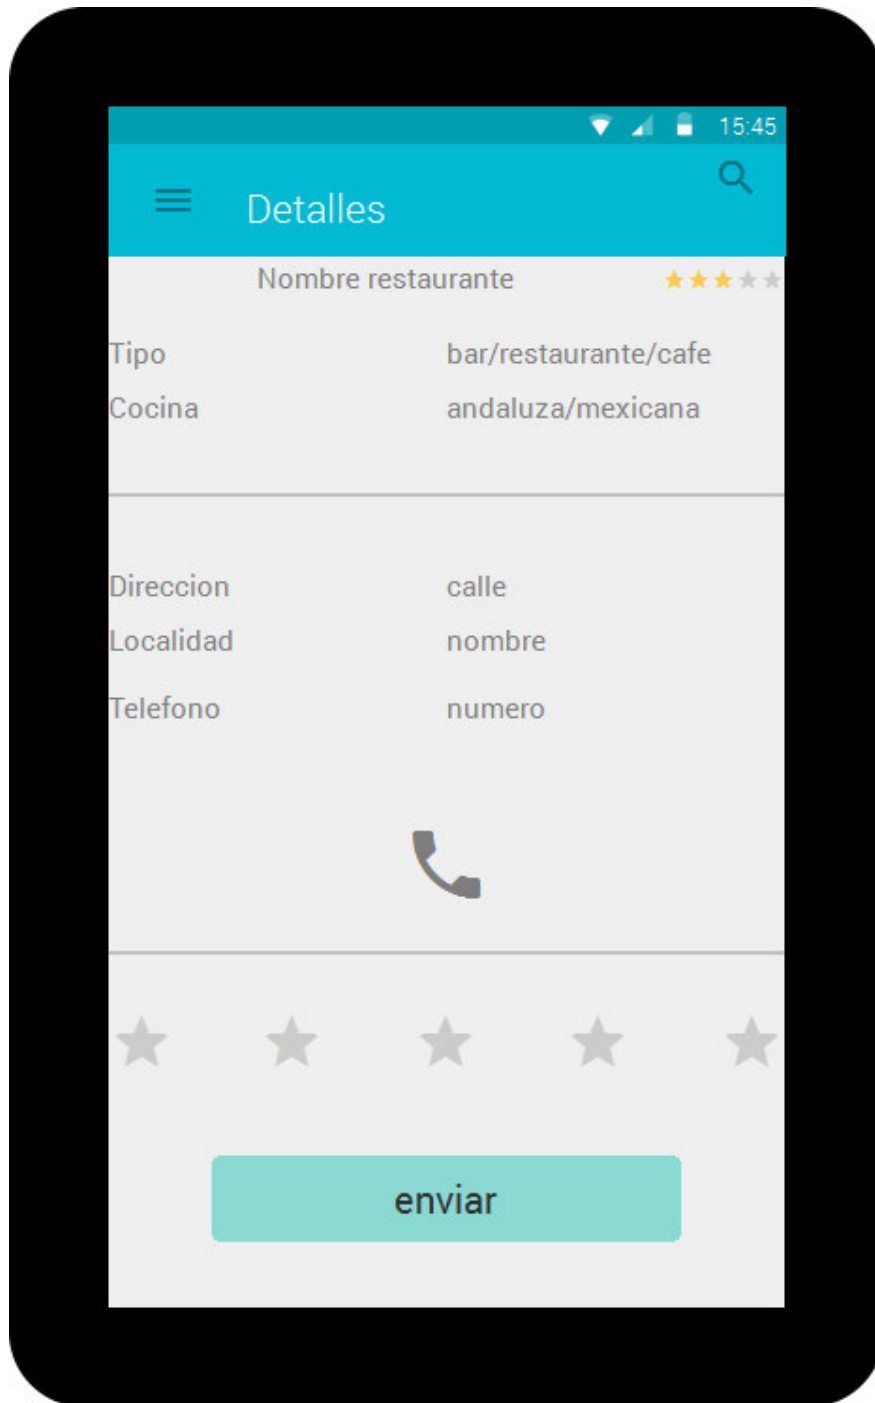 15:45
Detalles
Nombre restaurante
Tipo bar/restaurante/cafe
Cocina andaluza/mexicana
Direccion calle
Localidad nombre
Telefono numero
enviar